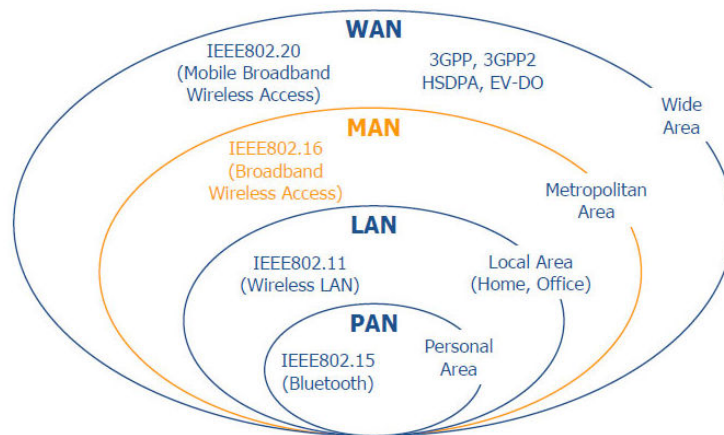 WAN
IEEE802.20
(Mobile Broadband
Wireless Access)
3GPP, 3GPP2
HSDPA, EV-DO
Wide
Area
MAN
IEEE802.16
(Broadband
Wireless Access)
Metropolitan
Area
LAN
IEEE802.11
(Wireless LAN)
Local Area
(Home, Office)
PAN
IEEE802.15
(Bluetooth)
Personal
Area